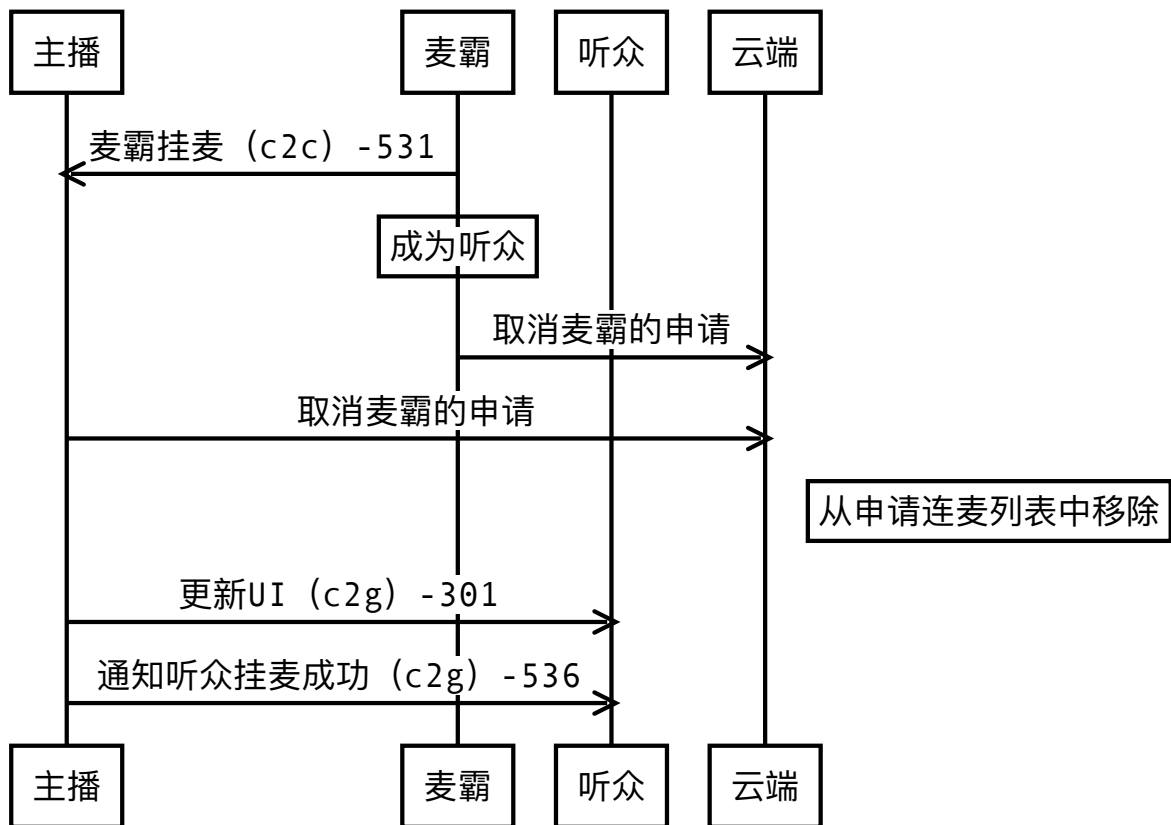 主播 麦霸 听众 云端
麦霸挂麦（c2c）-531
成为听众
取消麦霸的申请
取消麦霸的申请
从申请连麦列表中移除
更新UI（c2g）-301
通知听众挂麦成功（c2g）-536
主播 麦霸 听众 云端